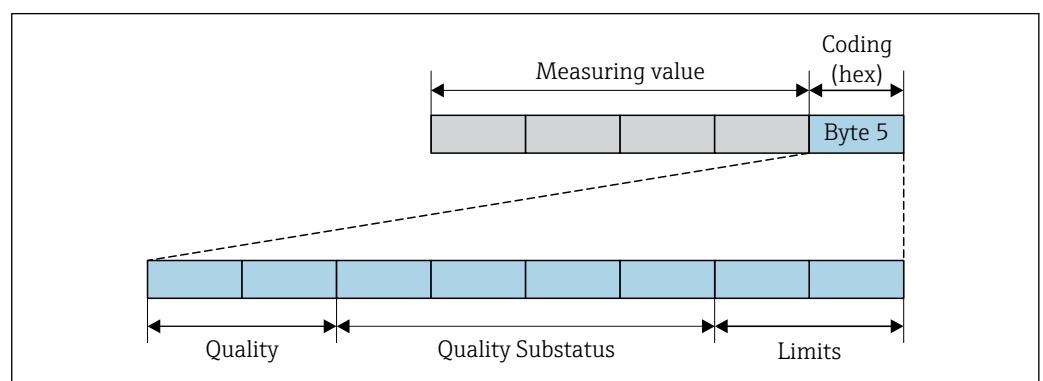 Coding
Measuring value
(hex)
Byte 5
Quality
Quality Substatus
Limits